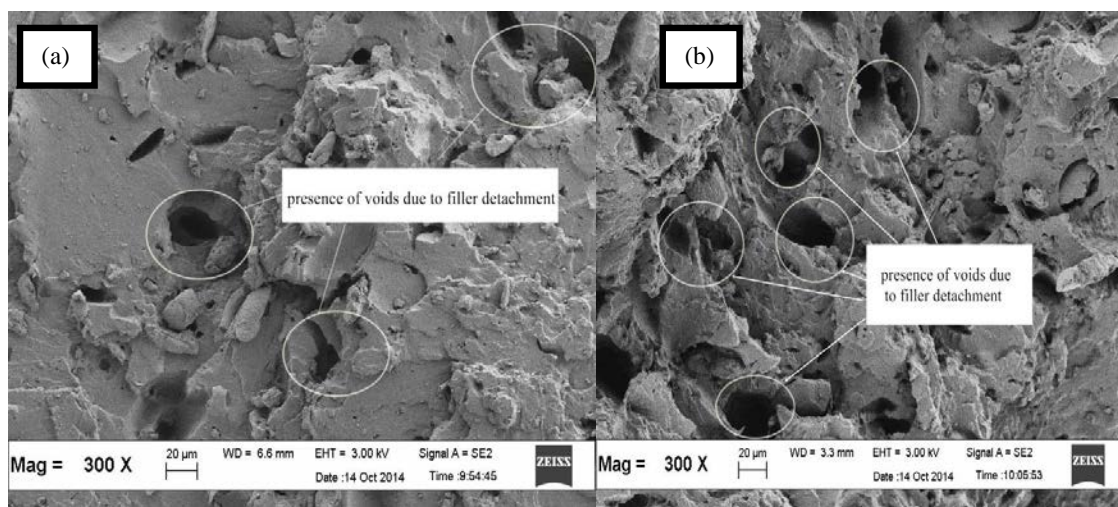 (a)
presence of voids due to filler detachment
Mag = 300 X
20 µm
WD = 6.6 mm
EHT = 3.00 kV
Signal A = SE2
Date :14 Oct 2014
Time :9:54:45
ZEISS
(b)
presence of voids due
to filler detachment
Mag = 300 X
20 µm
WD = 3.3 mm
EHT = 3.00 kV
Signal A = SE2
Date :14 Oct 2014
Time :10:05:53
ZEISS